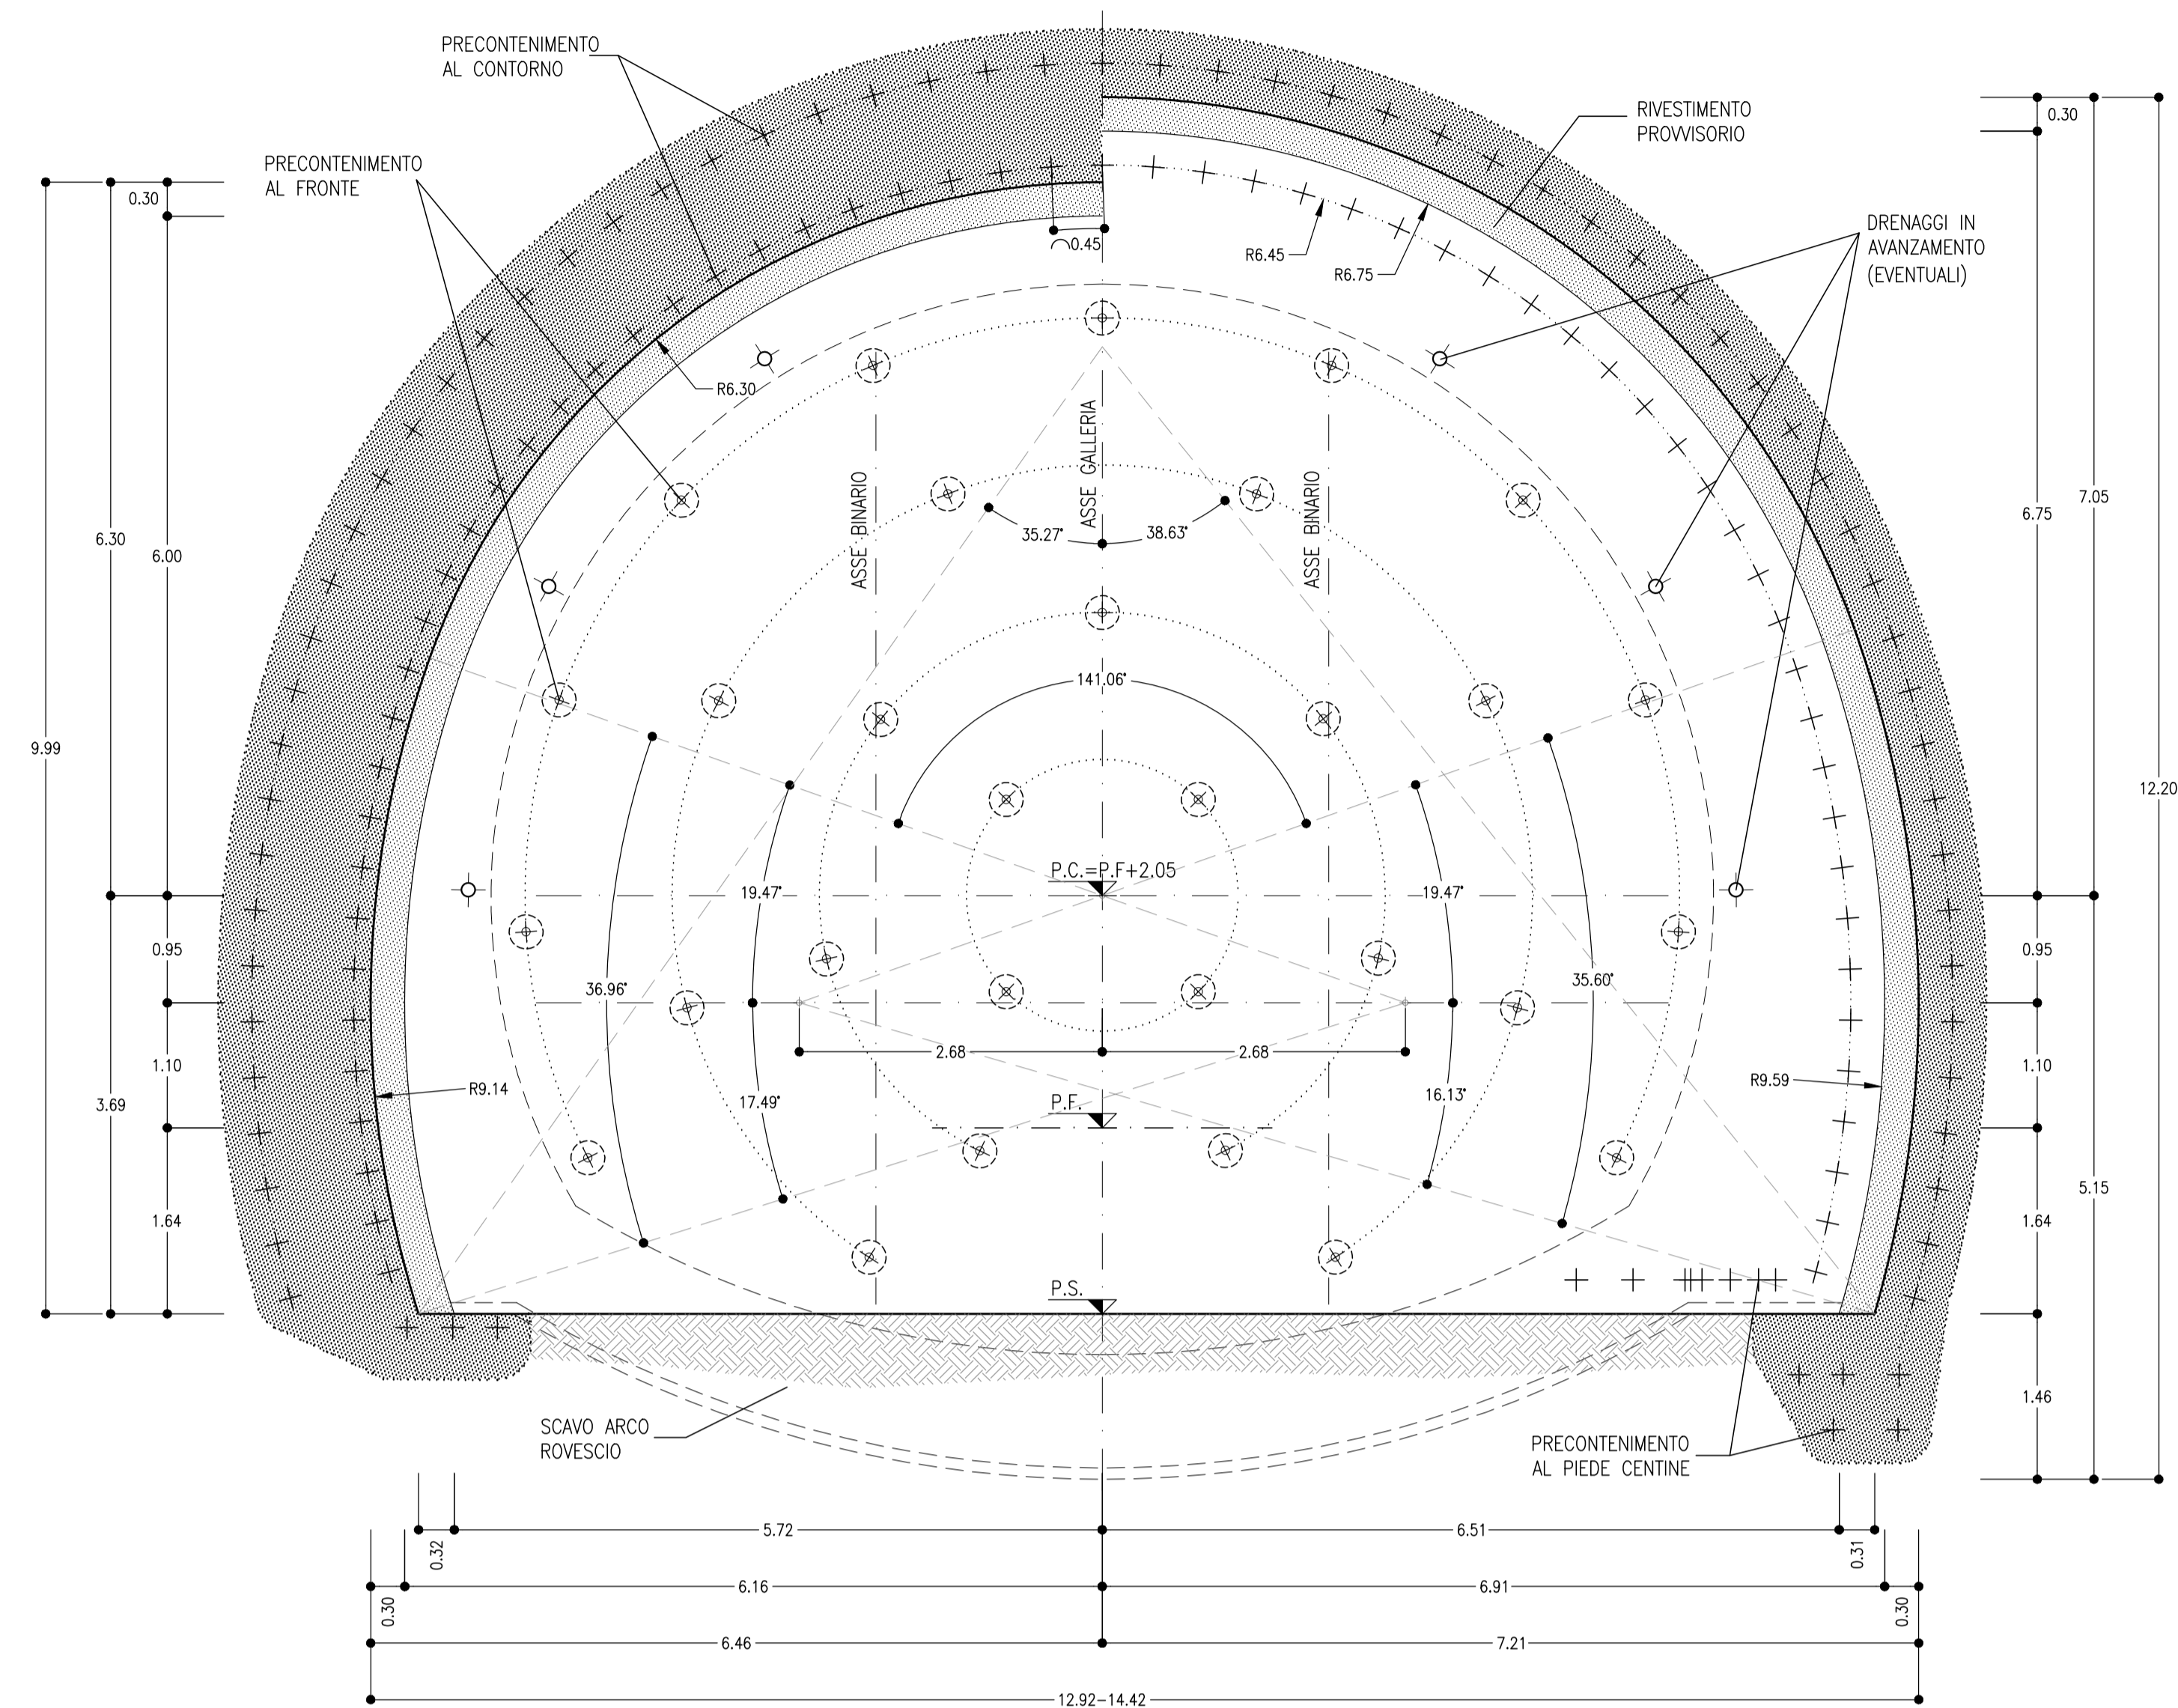 PRECONTENIMENTO
AL CONTORNO
PRECONTENIMENTO
AL FRONTE
RIVESTIMENTO
PROVVISORIO
DRENAGGI IN
AVANZAMENTO
(EVENTUALI)
0.30
0.30
0.45
R6.45
R6.75
R6.30
ASSE GALLERIA
ASSE BINARIO
ASSE BINARIO
35.27°
38.63°
6.30
6.00
6.75
7.05
141.06°
9.99
12.20
P.C.=P.F+2.05
19.47°
19.47°
0.95
0.95
36.96°
35.60°
2.68
2.68
1.10
1.10
R9.14
R9.59
3.69
17.49°
16.13°
P.F.
1.64
1.64
5.15
P.S.
1.46
SCAVO ARCO
ROVESCIO
PRECONTENIMENTO
AL PIEDE CENTINE
5.72
6.51
0.32
0.31
6.16
6.91
0.30
0.30
6.46
7.21
12.92-14.42